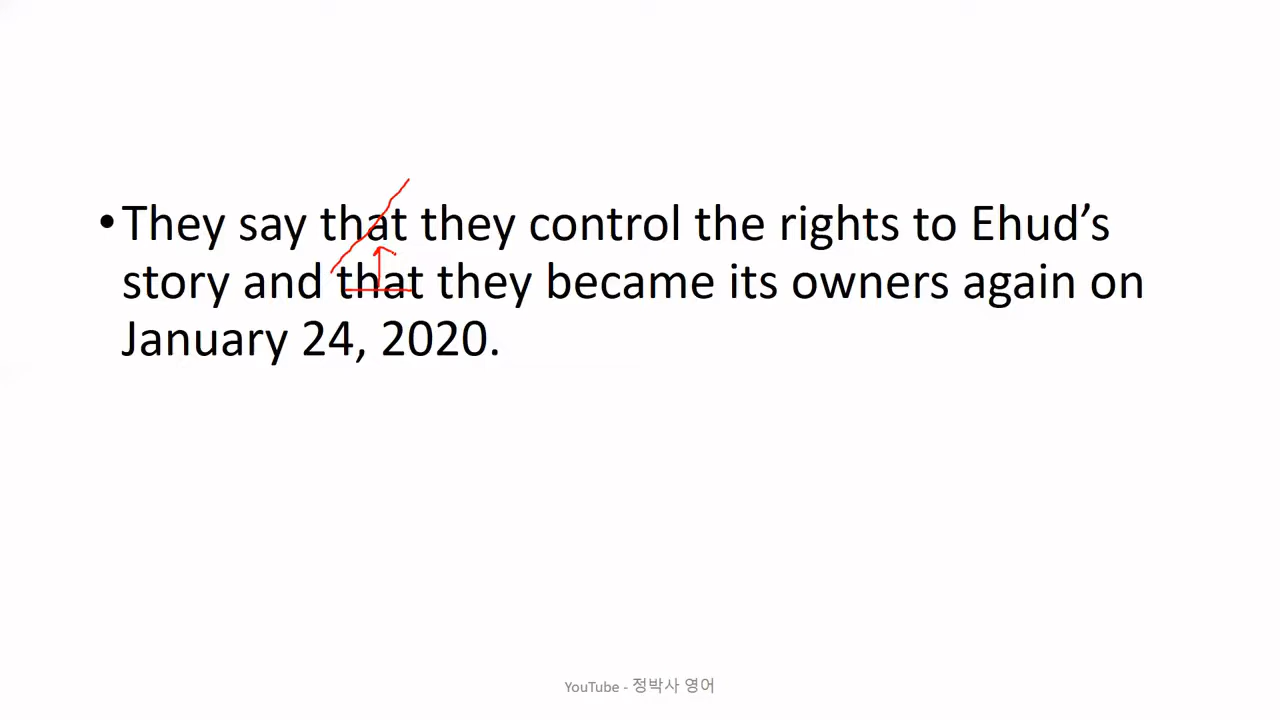 •They say that they control the rights to Ehud’s
story and that they became its owners again on
January 24, 2020.
YouTube - 정박사 영어